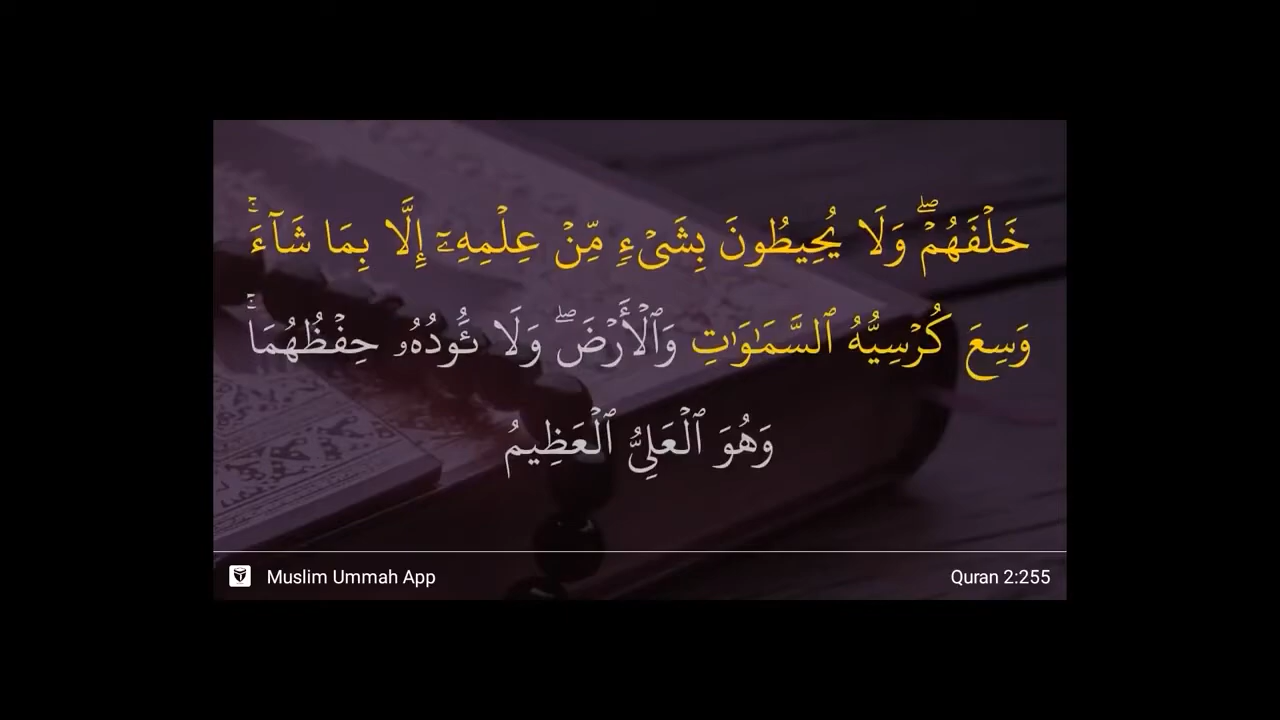 خَلۡفَهُمۡۖ وَلَا يُحِيطُونَ بِشَيۡءٖ مِّنۡ عِلۡمِهِۦٓ إِلَّا بِمَا شَآءَۚ
وَسِعَ كُرۡسِيُّهُ ٱلسَّمَٰوَٰتِ وَٱلۡأَرۡضَۖ وَلَا يَـُٔودُهُۥ حِفۡظُهُمَاۚ
وَهُوَ ٱلۡعَلِيُّ ٱلۡعَظِيمُ
Muslim Ummah App
Quran 2:255